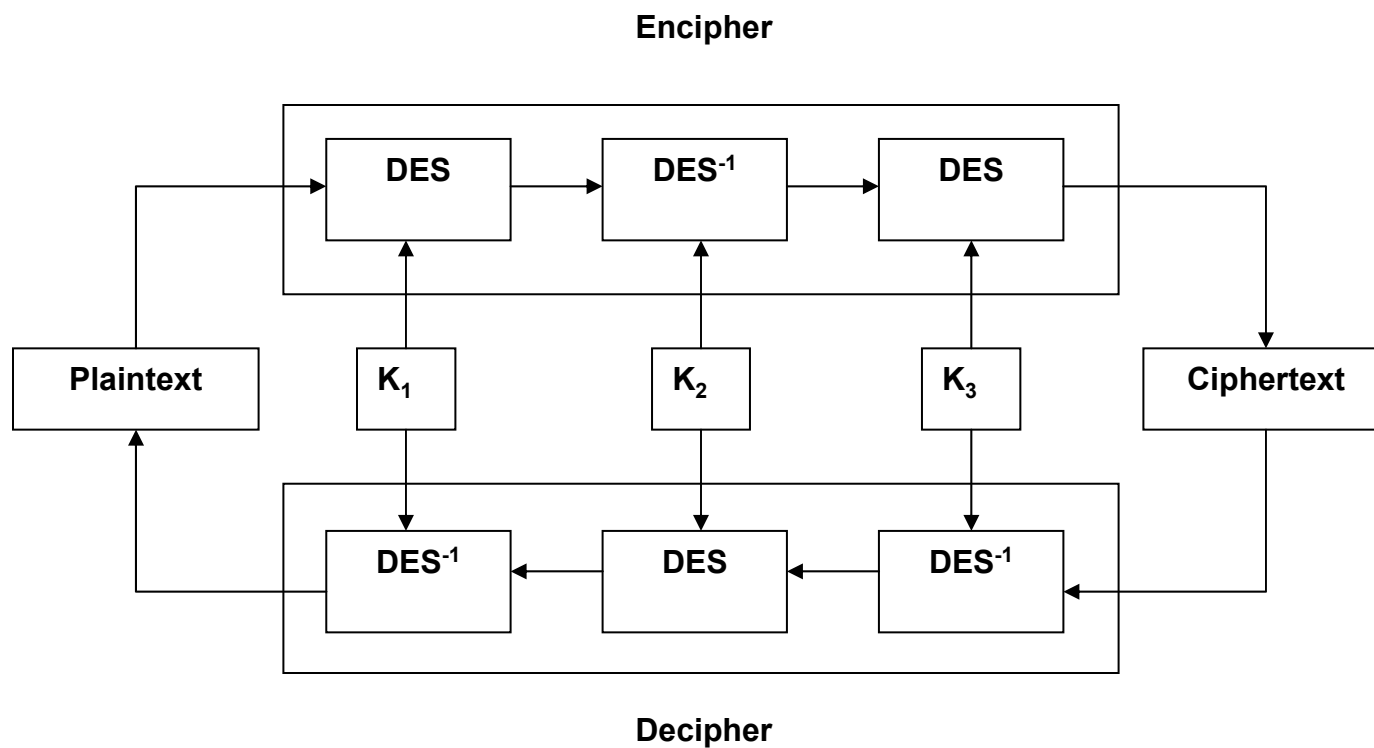 Encipher
DES DES⁻¹ DES
Plaintext K₁ K₂ K₃ Ciphertext
DES⁻¹ DES DES⁻¹
Decipher